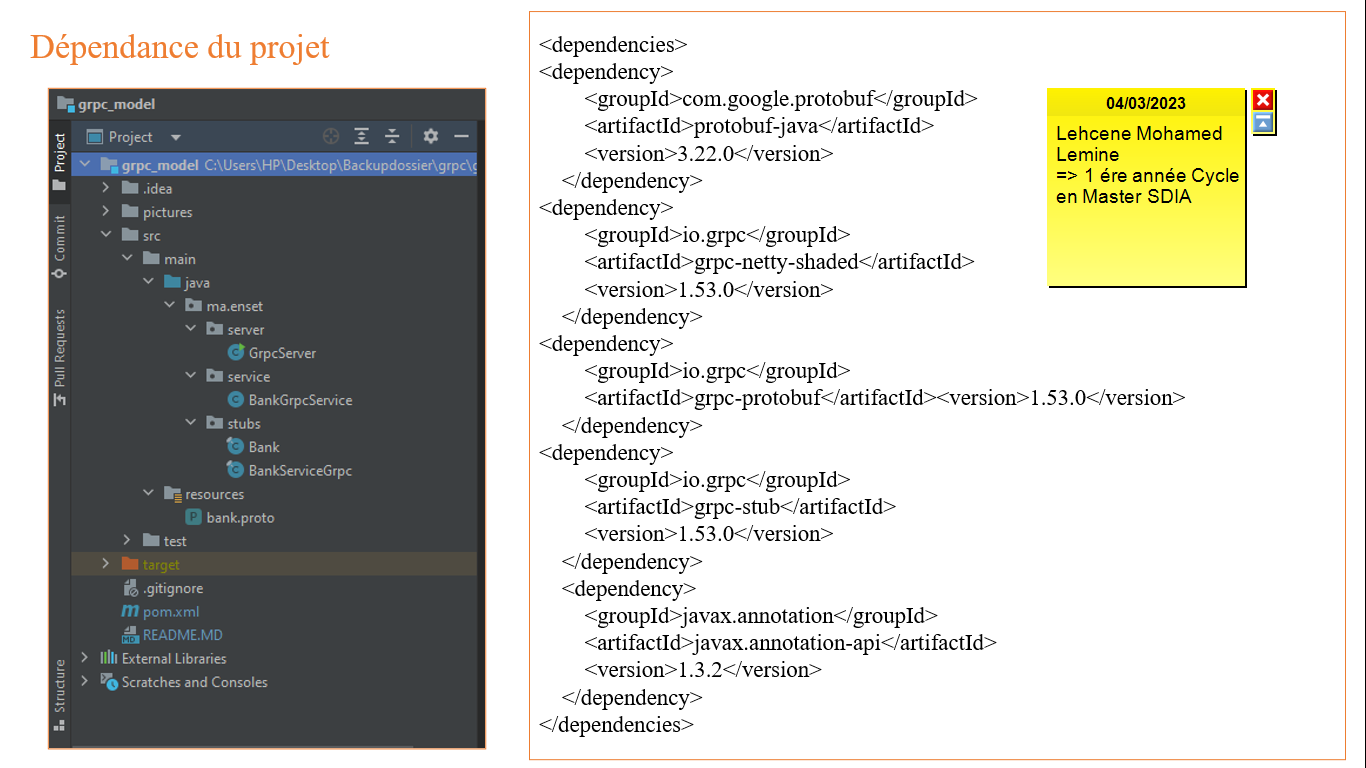 Dépendance du projet
grpc_model
Project
grpc_model C:\Users\HP\Desktop\Backupdossier\grpc\g
.idea
pictures
src
main
java
ma.enset
server
GrpcServer
service
BankGrpcService
stubs
Bank
BankServiceGrpc
resources
bank.proto
test
target
.gitignore
pom.xml
README.MD
External Libraries
Scratches and Consoles
Project
Commit
Pull Requests
Structure
<dependencies>
<dependency>
<groupId>com.google.protobuf</groupId>
<artifactId>protobuf-java</artifactId>
<version>3.22.0</version>
</dependency>
<dependency>
<groupId>io.grpc</groupId>
<artifactId>grpc-netty-shaded</artifactId>
<version>1.53.0</version>
</dependency>
<dependency>
<groupId>io.grpc</groupId>
<artifactId>grpc-protobuf</artifactId><version>1.53.0</version>
</dependency>
<dependency>
<groupId>io.grpc</groupId>
<artifactId>grpc-stub</artifactId>
<version>1.53.0</version>
</dependency>
<dependency>
<groupId>javax.annotation</groupId>
<artifactId>javax.annotation-api</artifactId>
<version>1.3.2</version>
</dependency>
</dependencies>
04/03/2023
Lehcene Mohamed
Lemine
=> 1 ére année Cycle
en Master SDIA